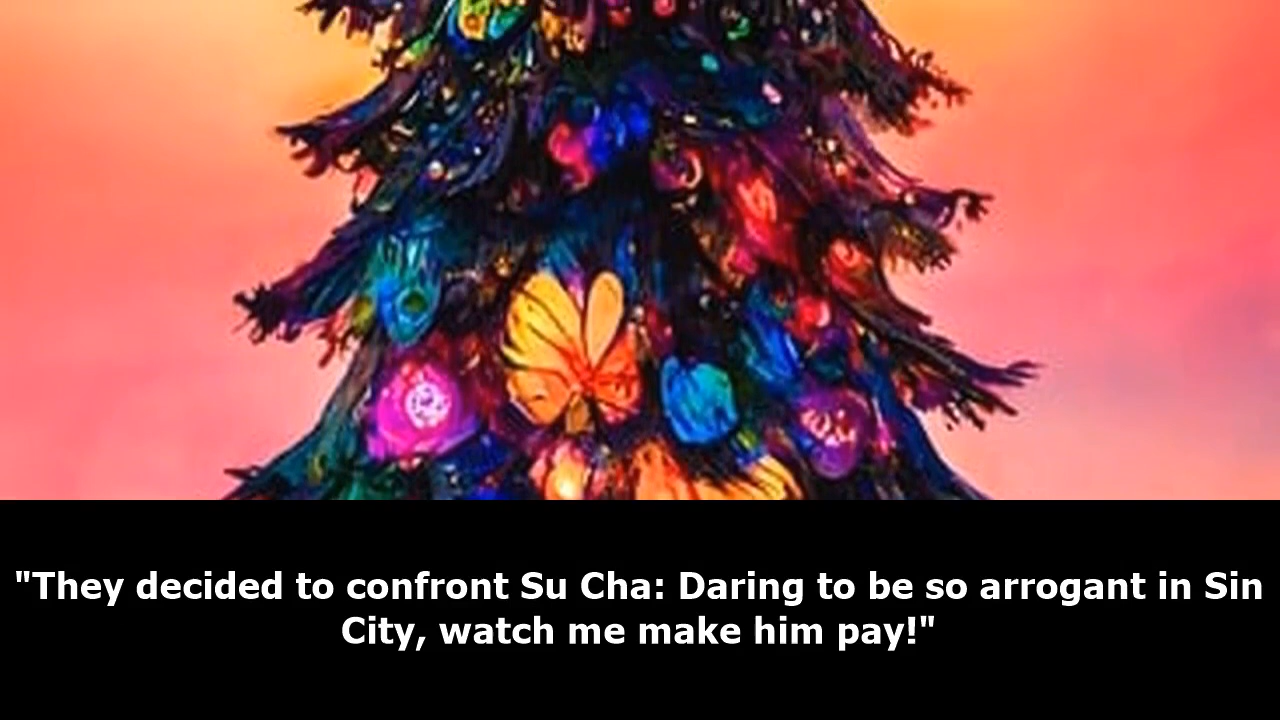 "They decided to confront Su Cha: Daring to be so arrogant in Sin
City, watch me make him pay!"